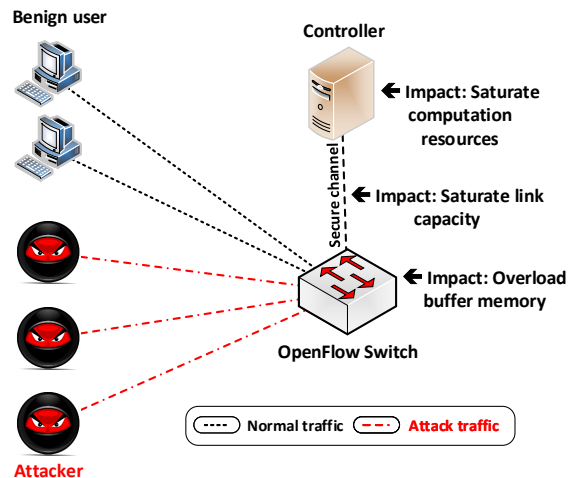 Benign user
Controller
Impact: Saturate
computation
resources
Secure channel
Impact: Saturate link
capacity
Impact: Overload
buffer memory
OpenFlow Switch
Normal traffic
Attack traffic
Attacker